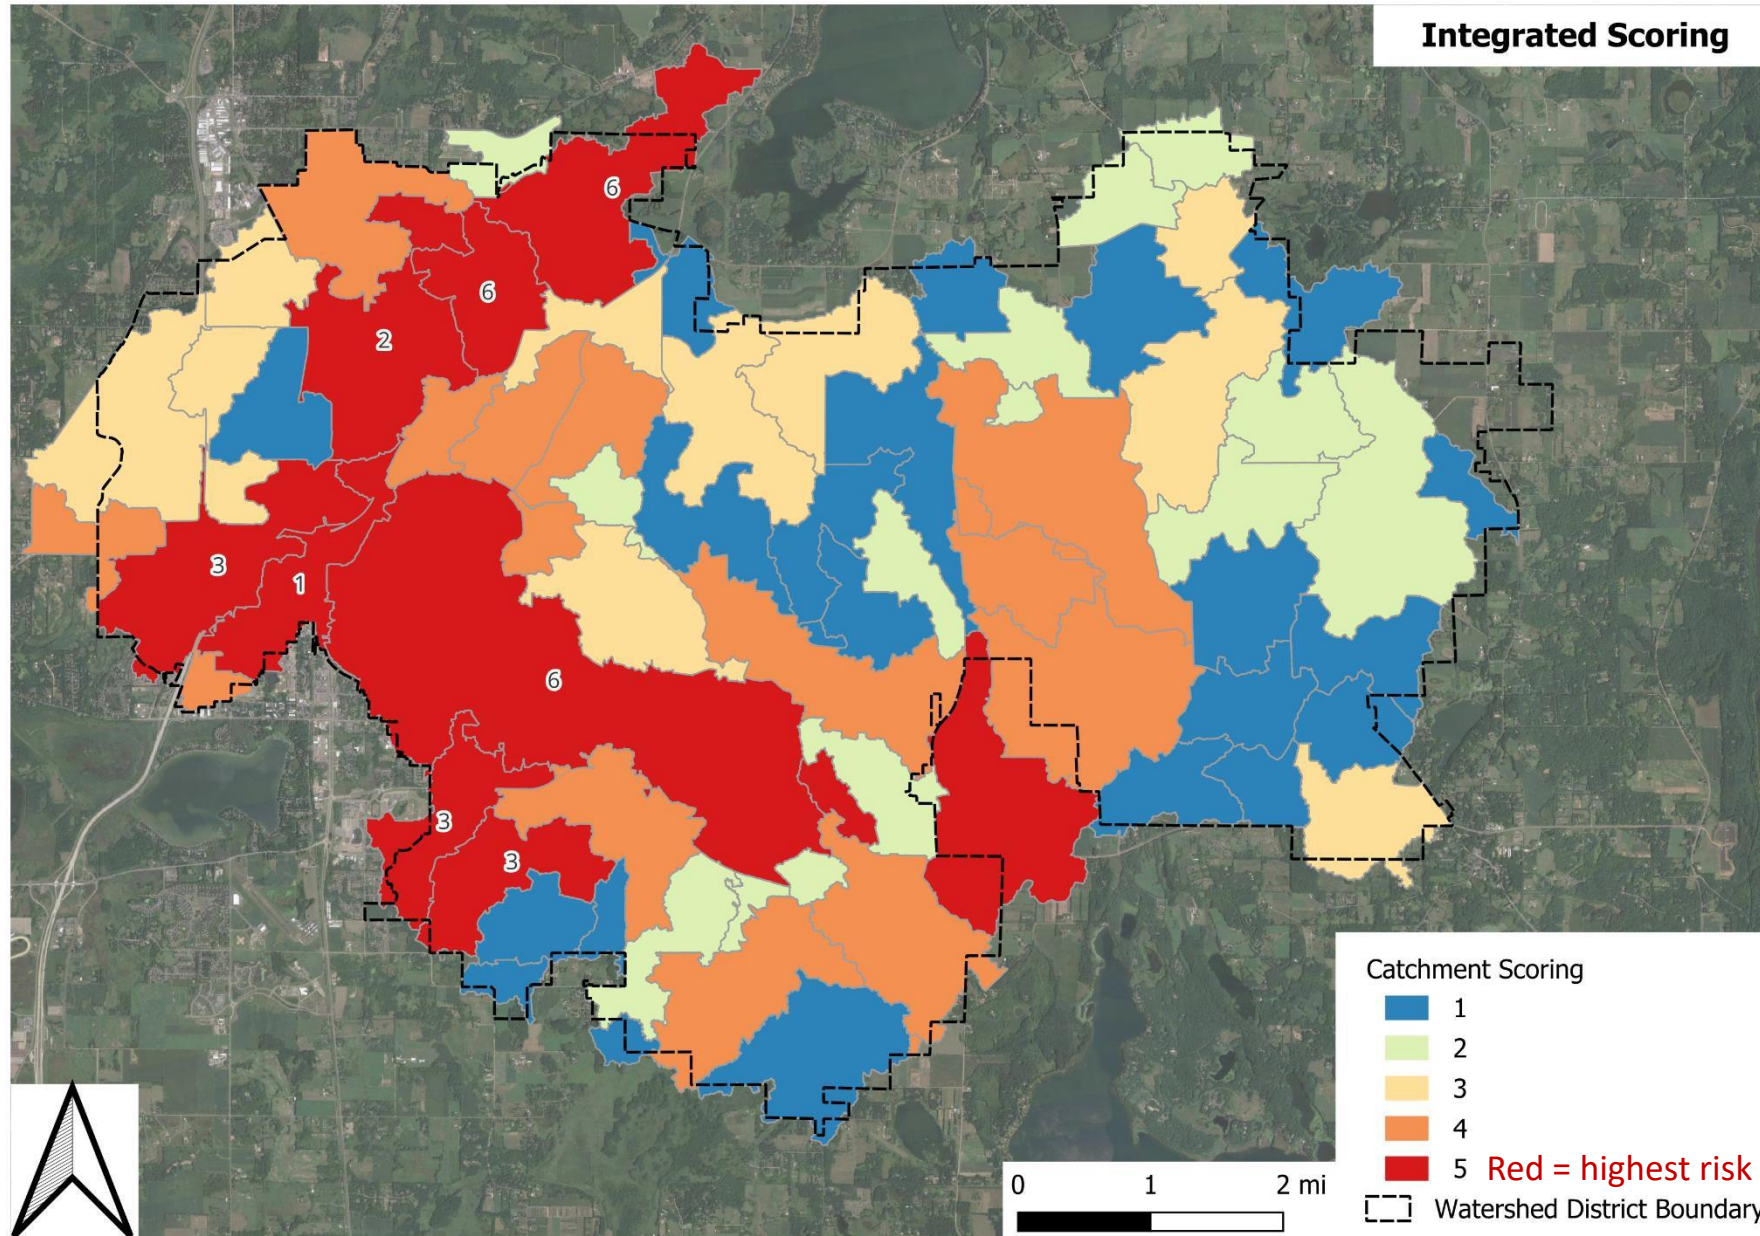 Integrated Scoring
6
6
2
3
1
6
3
3
Catchment Scoring
1
2
3
4
5 Red = highest risk
Watershed District Boundary
0 1 2 mi